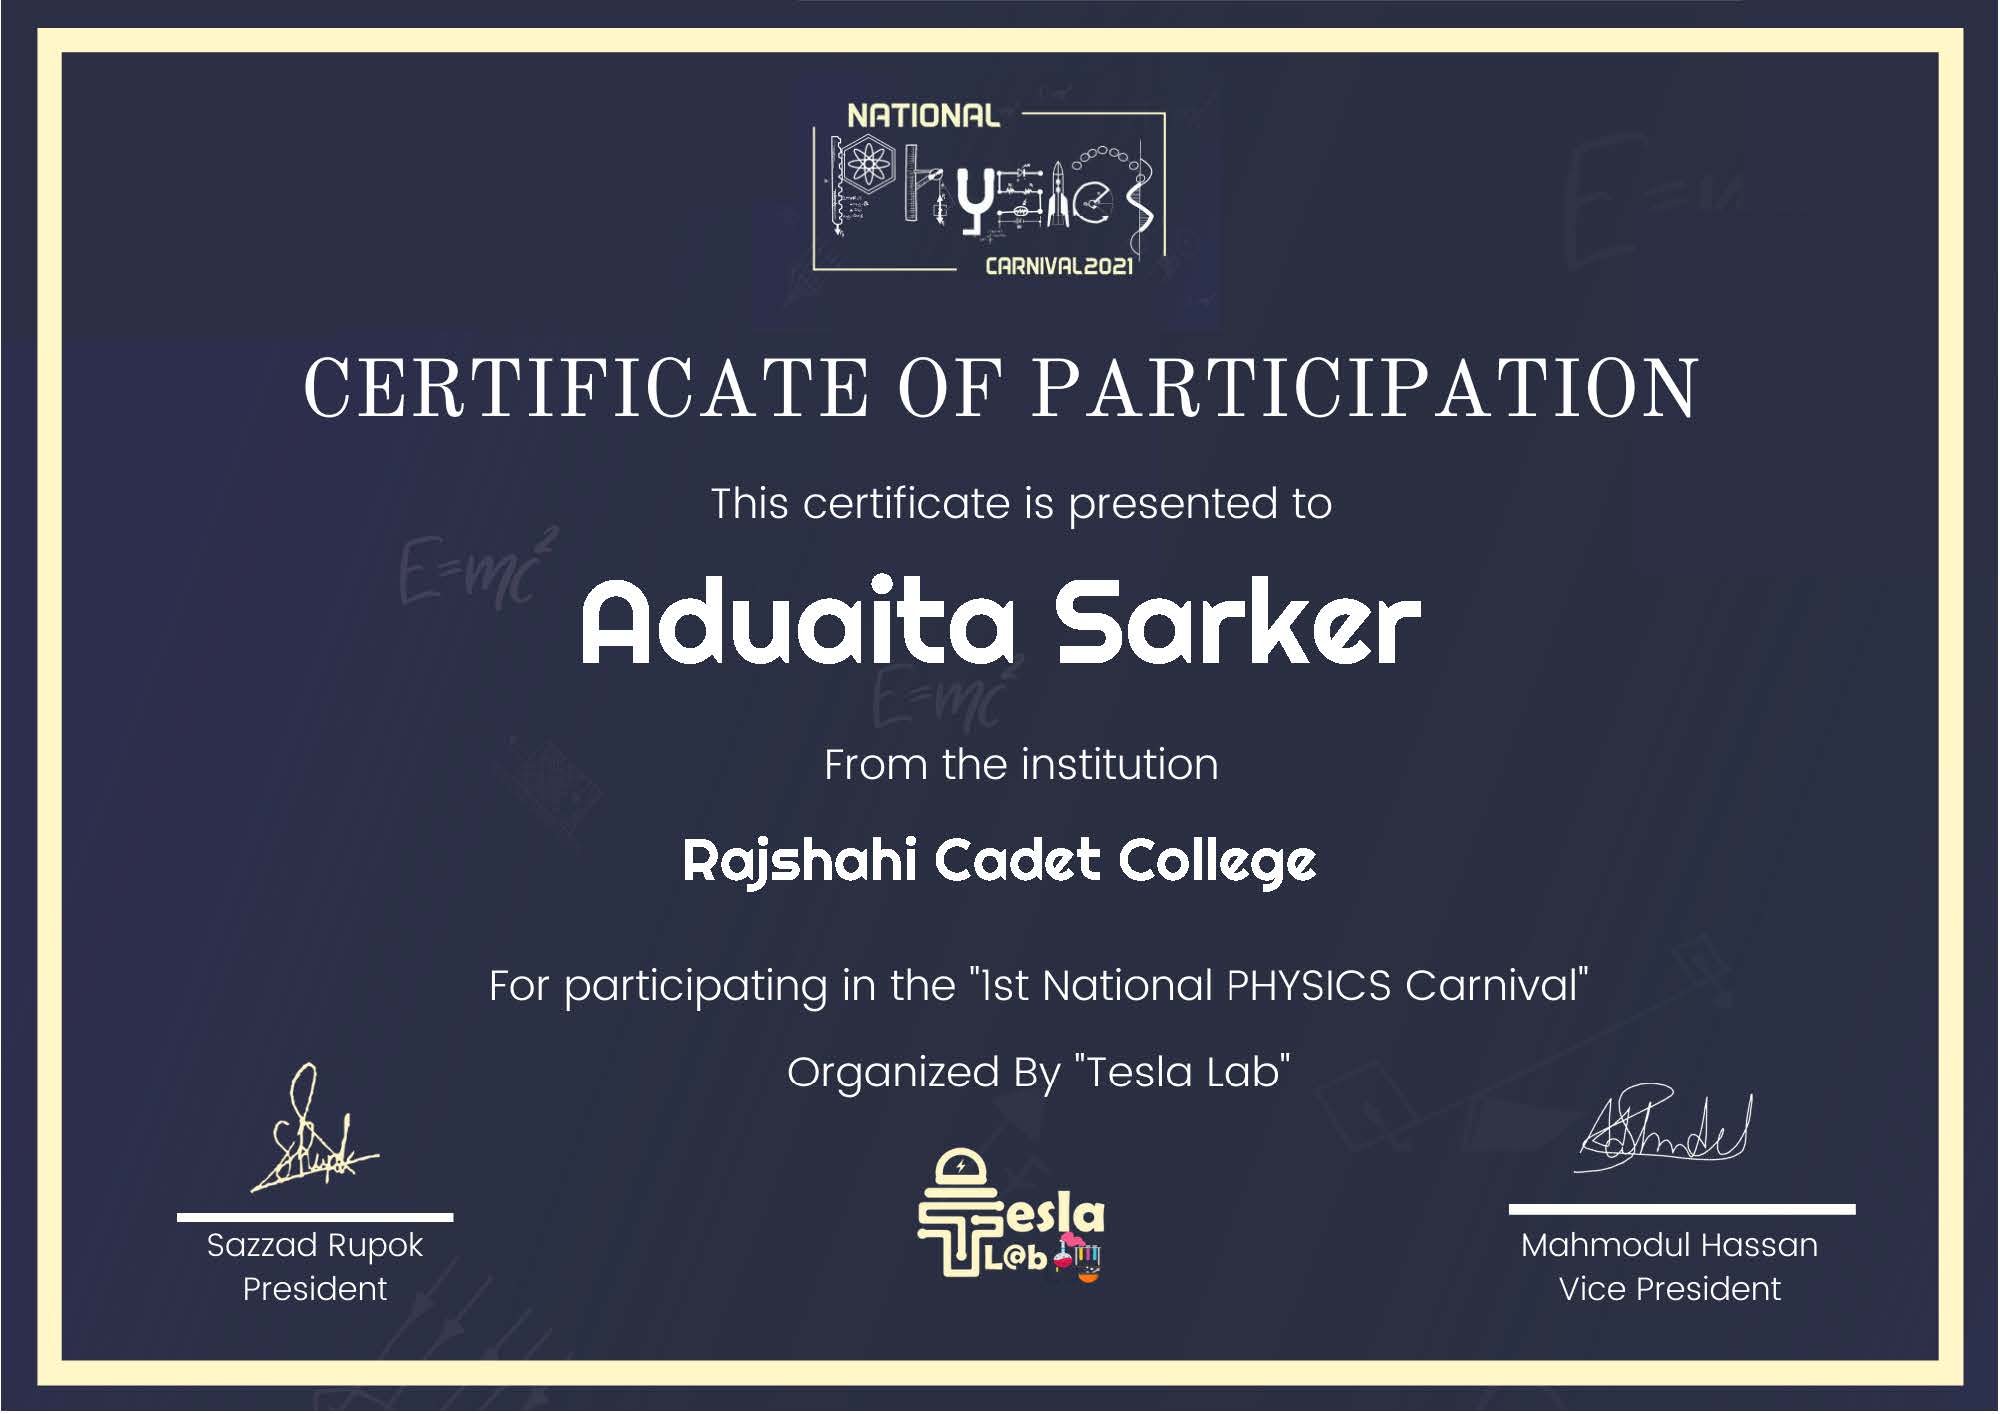 NATIONAL
Physics
CARNIVAL2021
CERTIFICATE OF PARTICIPATION
This certificate is presented to
E=mc²
Aduaita Sarker
E=mc²
From the institution
Rajshahi Cadet College
For participating in the "1st National PHYSICS Carnival"
Organized By "Tesla Lab"
Tesla
L@b
Sazzad Rupok
President
Mahmodul Hassan
Vice President